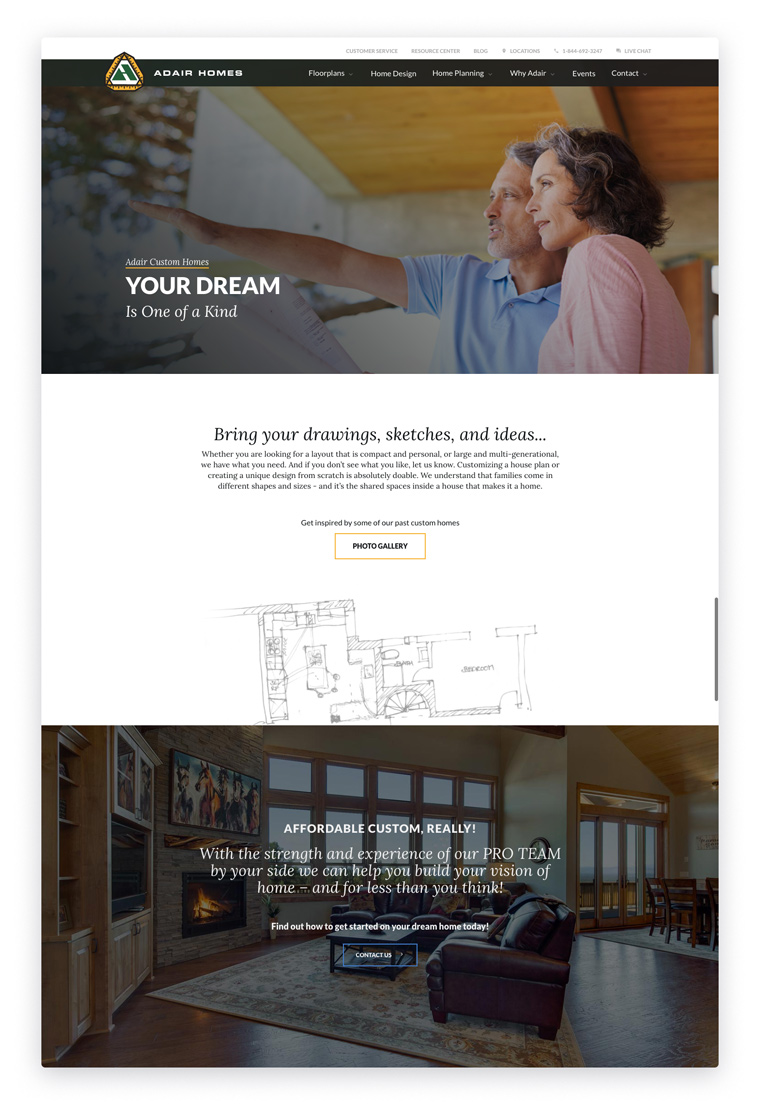 CUSTOMER SERVICE RESOURCE CENTER BLOG LOCATIONS 1-844-692-3247 LIVE CHAT
ADAIR HOMES Floorplans Home Design Home Planning Why Adair Events Contact
Adair Custom Homes
YOUR DREAM
Is One of a Kind
Bring your drawings, sketches, and ideas...
Whether you are looking for a layout that is compact and personal, or large and multi-generational,
we have what you need. And if you don't see what you like, let us know. Customizing a house plan or
creating a unique design from scratch is absolutely doable. We understand that families come in
different shapes and sizes - and it's the shared spaces inside a house that makes it a home.
Get inspired by some of our past custom homes
PHOTO GALLERY
BATH
BEDROOM
AFFORDABLE CUSTOM, REALLY!
With the strength and experience of our PRO TEAM
by your side we can help you build your vision of
home – and for less than you think!
Find out how to get started on your dream home today!
CONTACT US